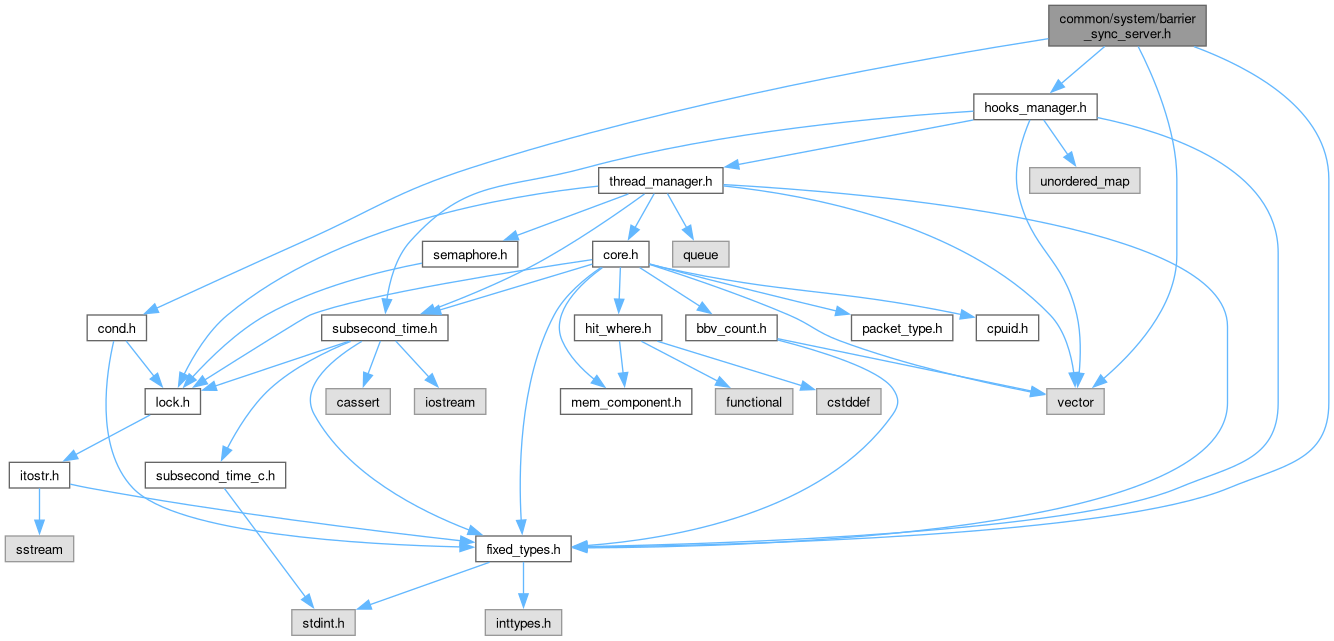 common/system/barrier
_sync_server.h
hooks_manager.h
thread_manager.h
unordered_map
semaphore.h
core.h
queue
cond.h
subsecond_time.h
hit_where.h
bbv_count.h
packet_type.h
cpuid.h
lock.h
cassert
iostream
mem_component.h
functional
cstddef
vector
itostr.h
subsecond_time_c.h
sstream
fixed_types.h
stdint.h
inttypes.h